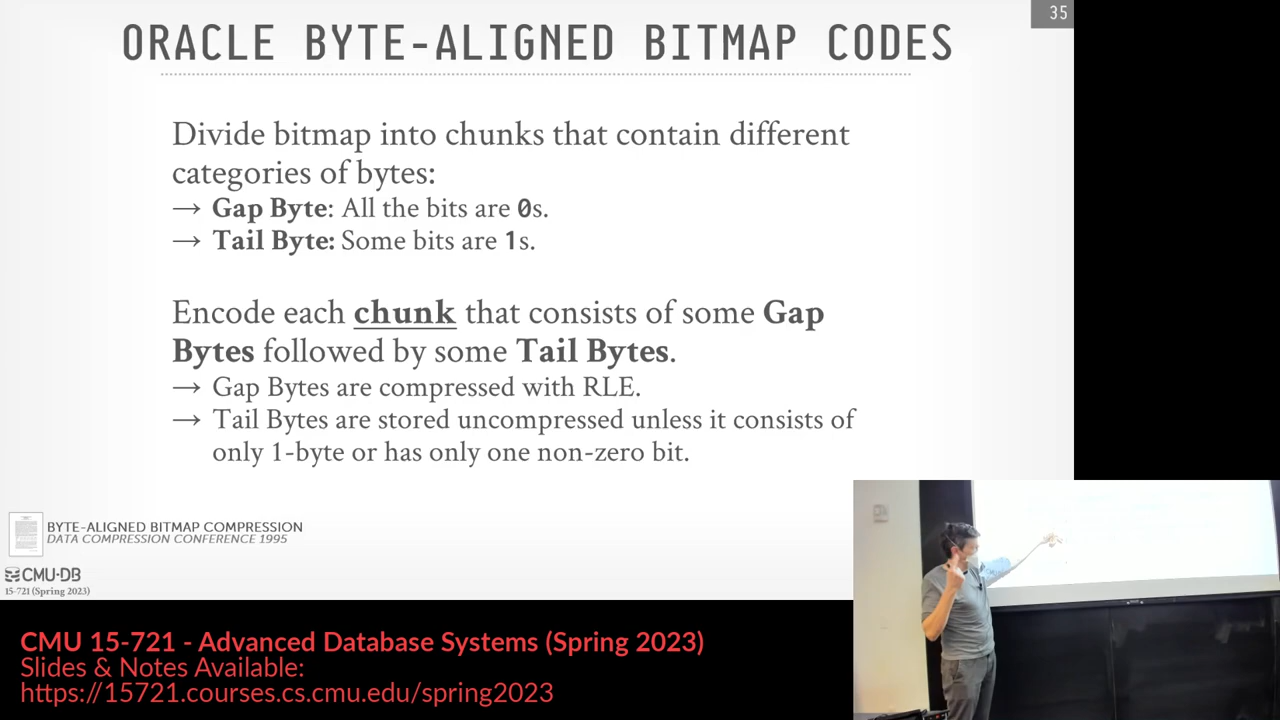 35
ORACLE BYTE-ALIGNED BITMAP CODES
Divide bitmap into chunks that contain different
categories of bytes:
→ Gap Byte: All the bits are 0s.
→ Tail Byte: Some bits are 1s.
Encode each chunk that consists of some Gap
Bytes followed by some Tail Bytes.
→ Gap Bytes are compressed with RLE.
→ Tail Bytes are stored uncompressed unless it consists of
only 1-byte or has only one non-zero bit.
BYTE-ALIGNED BITMAP COMPRESSION
DATA COMPRESSION CONFERENCE 1995
CMU·DB
15-721 (Spring 2023)
CMU 15-721 - Advanced Database Systems (Spring 2023)
Slides & Notes Available:
https://15721.courses.cs.cmu.edu/spring2023